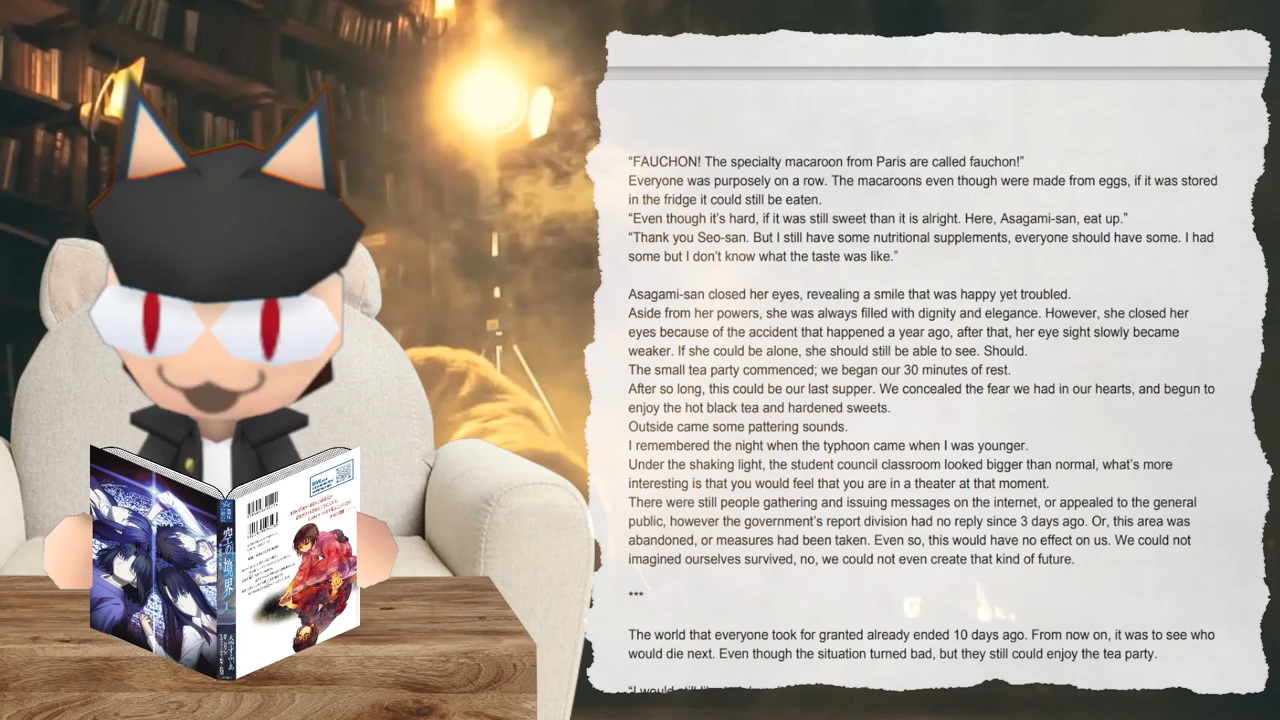 “FAUCHON! The specialty macaroon from Paris are called fauchon!”
Everyone was purposely on a row. The macaroons even though were made from eggs, if it was stored
in the fridge it could still be eaten.
“Even though it’s hard, if it was still sweet than it is alright. Here, Asagami-san, eat up.”
“Thank you Seo-san. But I still have some nutritional supplements, everyone should have some. I had
some but I don’t know what the taste was like.”
Asagami-san closed her eyes, revealing a smile that was happy yet troubled.
Aside from her powers, she was always filled with dignity and elegance. However, she closed her
eyes because of the accident that happened a year ago, after that, her eye sight slowly became
weaker. If she could be alone, she should still be able to see. Should.
The small tea party commenced; we began our 30 minutes of rest.
After so long, this could be our last supper. We concealed the fear we had in our hearts, and begun to
enjoy the hot black tea and hardened sweets.
Outside came some pattering sounds.
I remembered the night when the typhoon came when I was younger.
Under the shaking light, the student council classroom looked bigger than normal, what’s more
interesting is that you would feel that you are in a theater at that moment.
There were still people gathering and issuing messages on the internet, or appealed to the general
public, however the government’s report division had no reply since 3 days ago. Or, this area was
abandoned, or measures had been taken. Even so, this would have no effect on us. We could not
imagined ourselves survived, no, we could not even create that kind of future.
***
The world that everyone took for granted already ended 10 days ago. From now on, it was to see who
would die next. Even though the situation turned bad, but they still could enjoy the tea party.
“I would still
空の境界
1